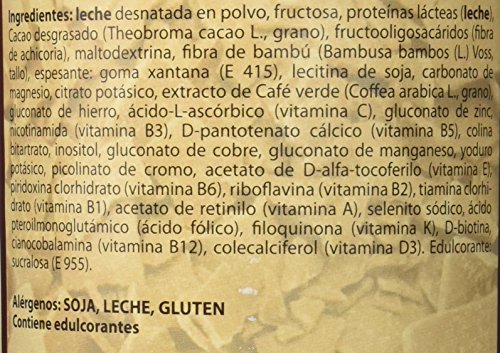 Ingredientes: leche desnatada en polvo, fructosa, proteínas lácteas (leche)
Cacao desgrasado (Theobroma cacao L., grano), fructooligosacáridos (fibra
de achicoria), maltodextrina, fibra de bambú (Bambusa bambos (L.) Voss,
tallo), espesante: goma xantana (E 415), lecitina de soja, carbonato de
magnesio, citrato potásico, extracto de Café verde (Coffea arabica L., grano),
gluconato de hierro, ácido-L-ascórbico (vitamina C), gluconato de zinc,
nicotinamida (vitamina B3), D-pantotenato cálcico (vitamina B5), colina
bitartrato, inositol, gluconato de cobre, gluconato de manganeso, yoduro
potásico, picolinato de cromo, acetato de D-alfa-tocoferilo (vitamina E),
piridoxina clorhidrato (vitamina B6), riboflavina (vitamina B2), tiamina clorhi-
drato (vitamina B1), acetato de retinilo (vitamina A), selenito sódico, ácido
pteroilmonoglutámico (ácido fólico), filoquinona (vitamina K), D-biotina,
cianocobalamina (vitamina B12), colecalciferol (vitamina D3). Edulcorante:
sucralosa (E 955).
Alérgenos: SOJA, LECHE, GLUTEN
Contiene edulcorantes